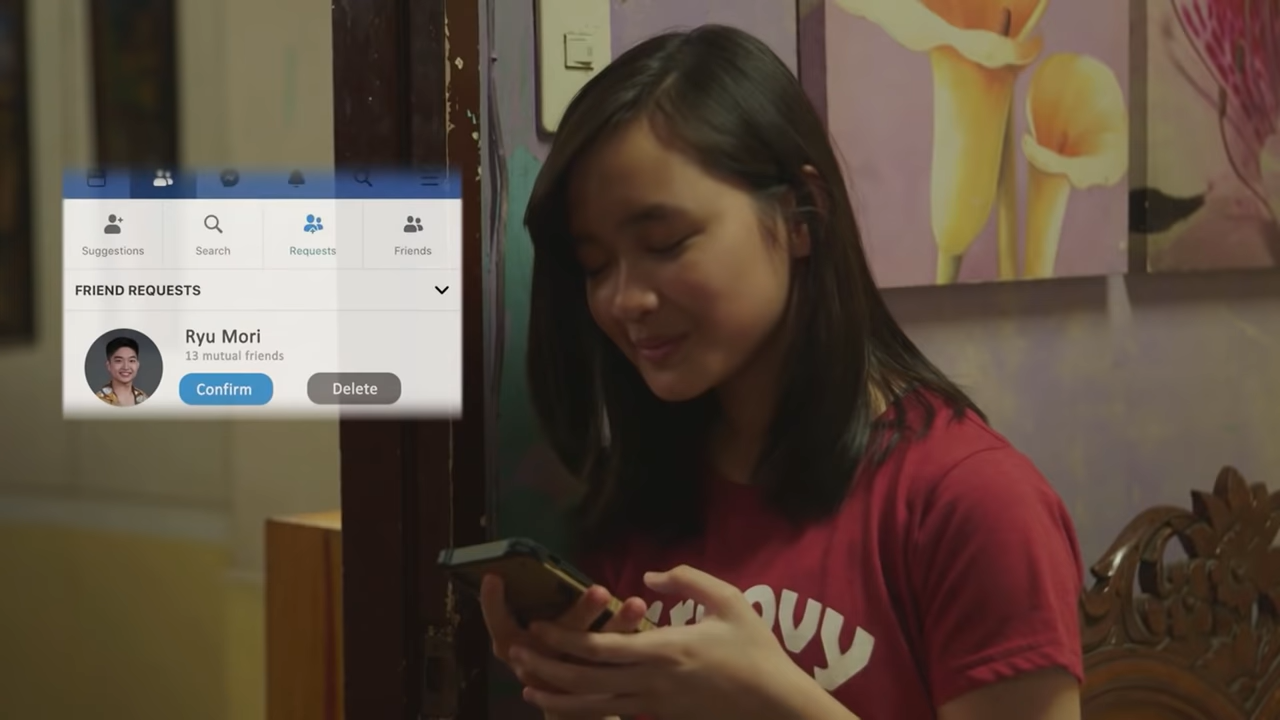 Suggestions
Search
Requests
Friends
FRIEND REQUESTS
Ryu Mori
13 mutual friends
Confirm
Delete